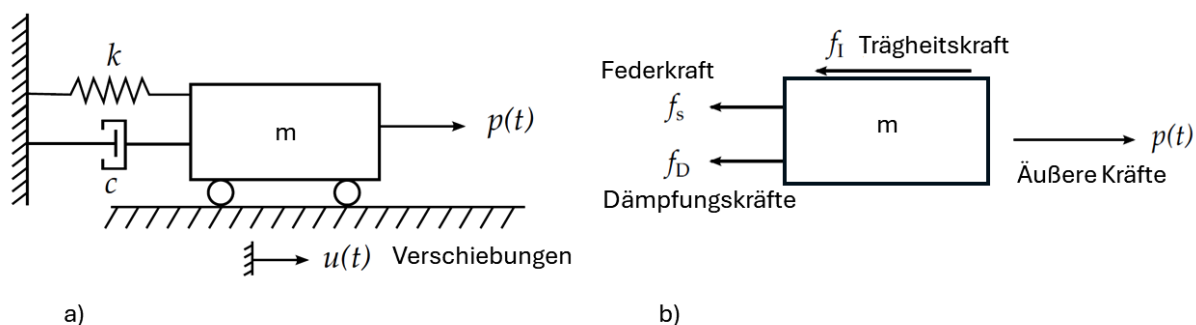 k
m
p(t)
c
u(t) Verschiebungen
a)
f_I Trägheitskraft
Federkraft
f_s
m
p(t)
f_D
Äußere Kräfte
Dämpfungskräfte
b)